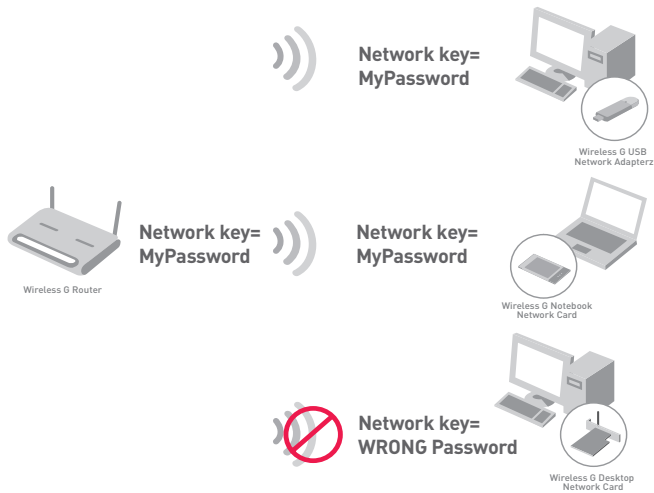 Network key=
MyPassword
Wireless G USB
Network Adapterz
Network key=
MyPassword
Network key=
MyPassword
Wireless G Router
Wireless G Notebook
Network Card
Network key=
WRONG Password
Wireless G Desktop
Network Card